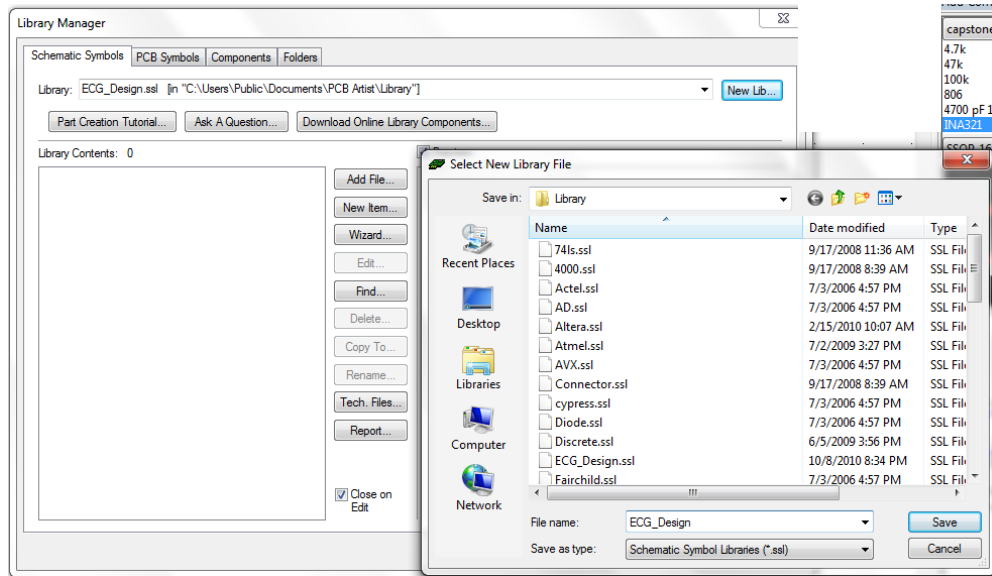 Library Manager
Schematic Symbols PCB Symbols Components Folders
Library: ECG_Design.ssl [in "C:\Users\Public\Documents\PCB Artist\Library"] New Lib...
Part Creation Tutorial... Ask A Question... Download Online Library Components...
Library Contents: 0
Add File...
New Item...
Wizard...
Edit...
Find...
Delete...
Copy To...
Rename...
Tech. Files...
Report...
Close on
Edit
capstone
4.7k
47k
100k
806
4700 pF 1
INA321
Select New Library File
Save in: Library
Recent Places
Desktop
Libraries
Computer
Network
Name Date modified Type
74ls.ssl 9/17/2008 11:36 AM SSL File
4000.ssl 9/17/2008 8:39 AM SSL File
Actel.ssl 7/3/2006 4:57 PM SSL File
AD.ssl 7/3/2006 4:57 PM SSL File
Altera.ssl 2/15/2010 10:07 AM SSL File
Atmel.ssl 7/2/2009 3:27 PM SSL File
AVX.ssl 7/3/2006 4:57 PM SSL File
Connector.ssl 9/17/2008 8:39 AM SSL File
cypress.ssl 7/3/2006 4:57 PM SSL File
Diode.ssl 7/3/2006 4:57 PM SSL File
Discrete.ssl 6/5/2009 3:56 PM SSL File
ECG_Design.ssl 10/8/2010 8:34 PM SSL File
Fairchild.ssl 7/3/2006 4:57 PM SSL File
File name: ECG_Design Save
Save as type: Schematic Symbol Libraries (*.ssl) Cancel